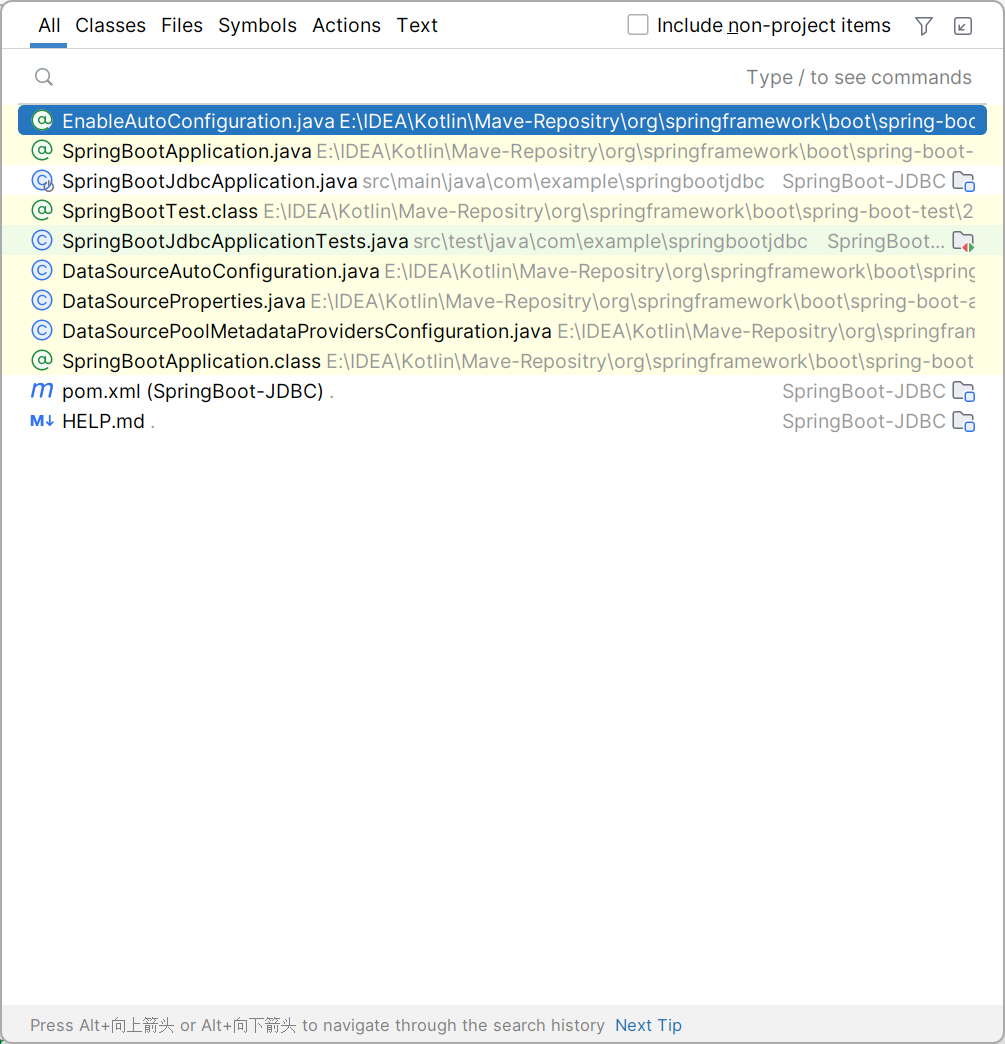 All Classes Files Symbols Actions Text Include non-project items
Type / to see commands
EnableAutoConfiguration.java E:\IDEA\Kotlin\Mave-Repositry\org\springframework\boot\spring-boo
SpringBootApplication.java E:\IDEA\Kotlin\Mave-Repositry\org\springframework\boot\spring-boot-
SpringBootJdbcApplication.java src\main\java\com\example\springbootjdbc SpringBoot-JDBC
SpringBootTest.class E:\IDEA\Kotlin\Mave-Repositry\org\springframework\boot\spring-boot-test\2
SpringBootJdbcApplicationTests.java src\test\java\com\example\springbootjdbc SpringBoot...
DataSourceAutoConfiguration.java E:\IDEA\Kotlin\Mave-Repositry\org\springframework\boot\spring
DataSourceProperties.java E:\IDEA\Kotlin\Mave-Repositry\org\springframework\boot\spring-boot-a
DataSourcePoolMetadataProvidersConfiguration.java E:\IDEA\Kotlin\Mave-Repositry\org\springfram
SpringBootApplication.class E:\IDEA\Kotlin\Mave-Repositry\org\springframework\boot\spring-boot
m pom.xml (SpringBoot-JDBC) . SpringBoot-JDBC
M↓ HELP.md . SpringBoot-JDBC
Press Alt+向上箭头 or Alt+向下箭头 to navigate through the search history Next Tip